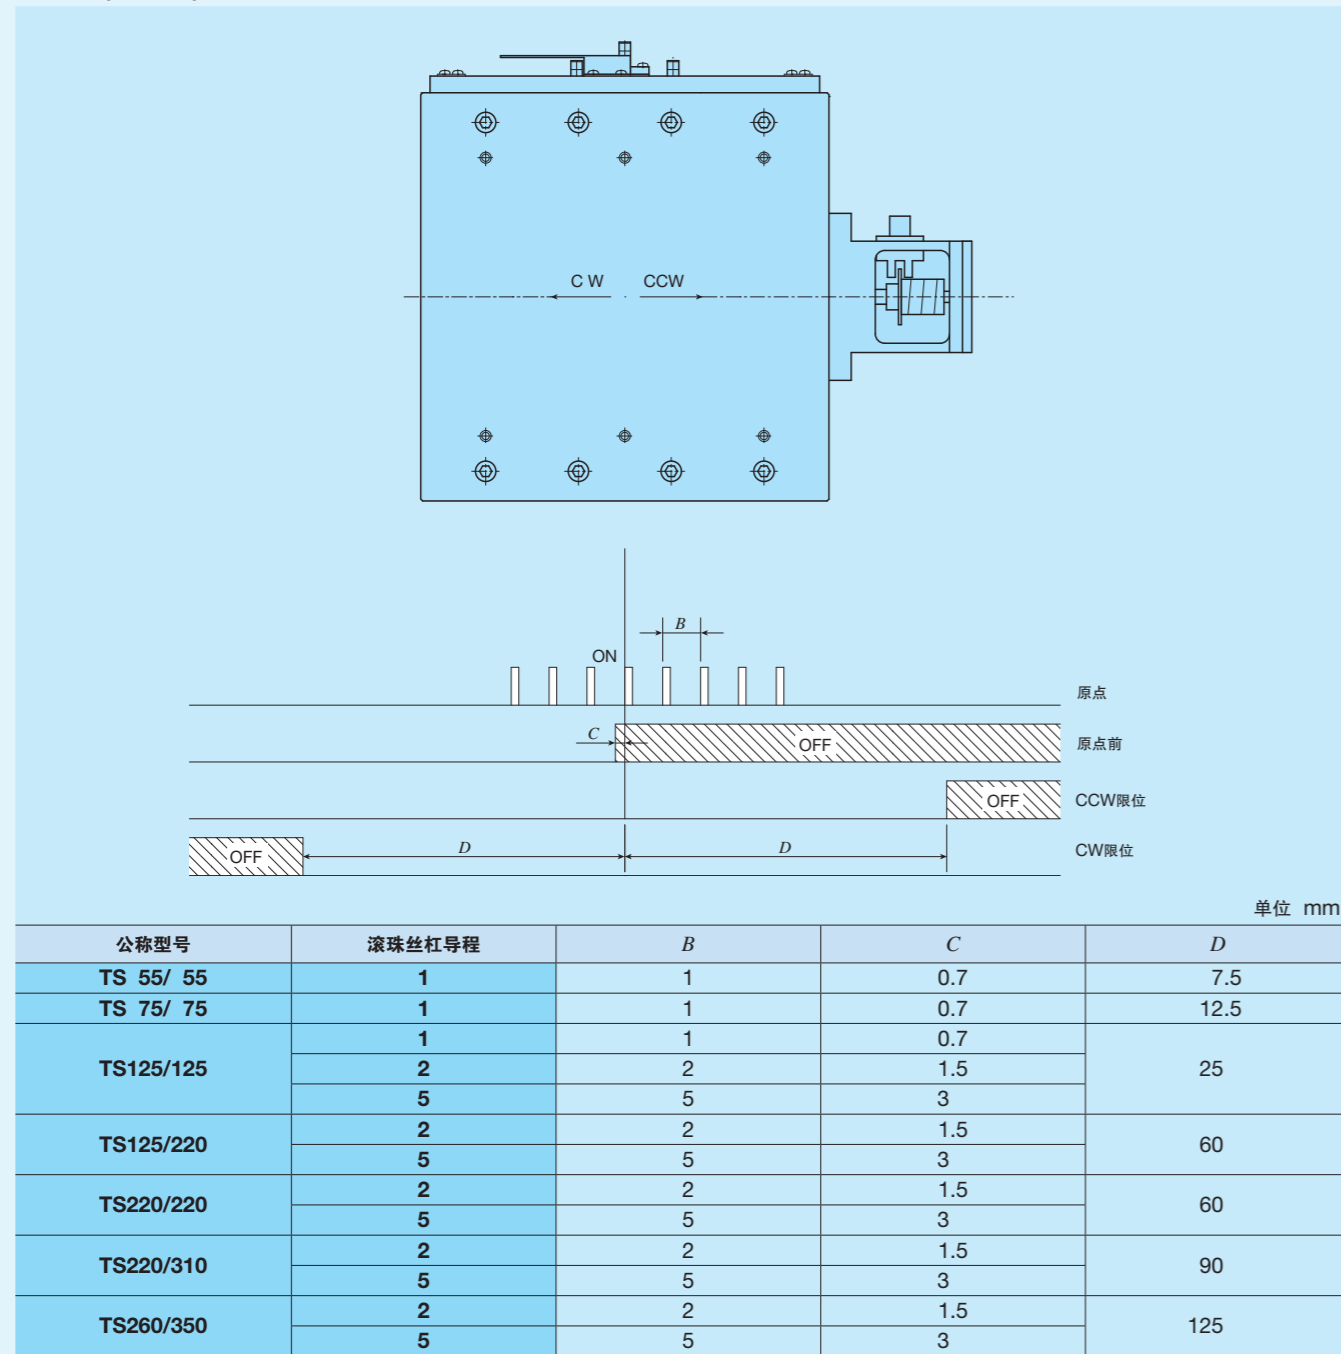 C W CCW
B
ON
原点
C
OFF
原点前
OFF
CCW限位
OFF
D D
CW限位
单位 mm
公称型号 滚珠丝杠导程 B C D
TS 55/ 55 1 1 0.7 7.5
TS 75/ 75 1 1 0.7 12.5
1 1 0.7
TS125/125 2 2 1.5 25
5 5 3
TS125/220 2 2 1.5 60
5 5 3
TS220/220 2 2 1.5 60
5 5 3
TS220/310 2 2 1.5 90
5 5 3
TS260/350 2 2 1.5 125
5 5 3